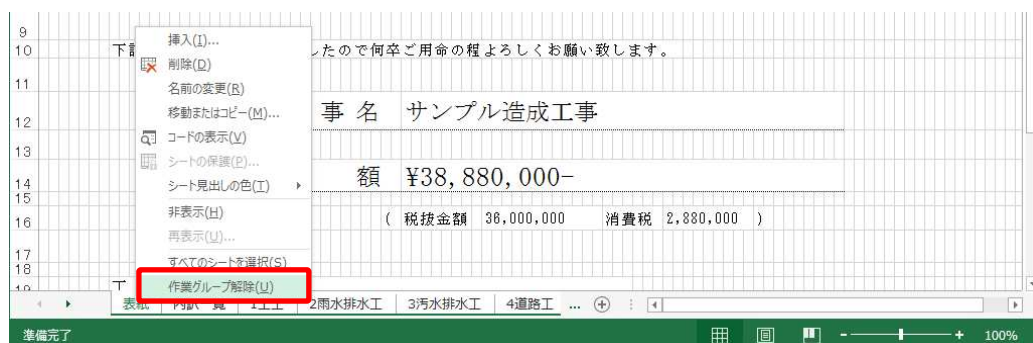 9
挿入(I)...
10 下 したので何卒ご用命の程よろしくお願い致します。
削除(D)
11
名前の変更(R)
移動またはコピー(M)...
12 事 名 サンプル造成工事
コードの表示(V)
13
シートの保護(P)...
14 額 ¥38,880,000-
シート見出しの色(T)
15
非表示(H)
16 ( 税抜金額 36,000,000 消費税 2,880,000 )
再表示(U)...
17
すべてのシートを選択(S)
18
作業グループ解除(U)
表紙 内訳一覧 1土工 2雨水排水工 3汚水排水工 4道路工 ...
準備完了 - + 100%